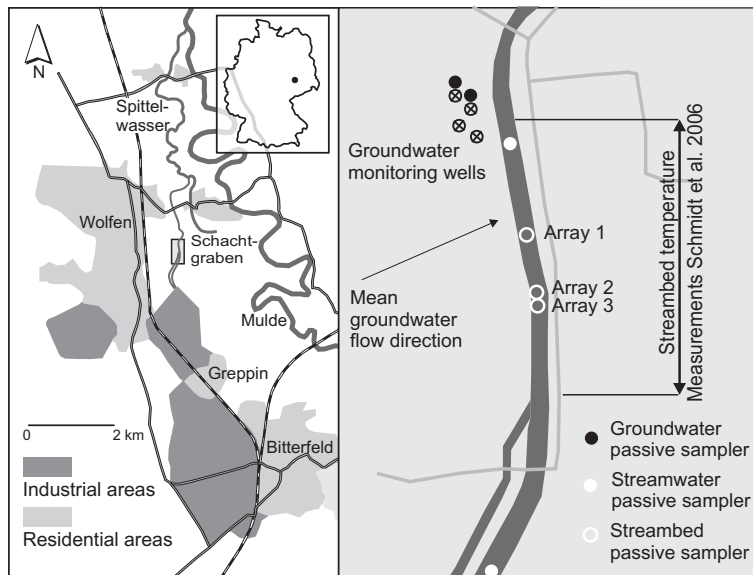 N
Spittel-
wasser
Wolfen
Schacht-
graben
Mulde
Greppin
0 2 km
Bitterfeld
Industrial areas
Residential areas
Groundwater
monitoring wells
Array 1
Array 2
Array 3
Mean
groundwater
flow direction
Streambed temperature
Measurements Schmidt et al. 2006
Groundwater
passive sampler
Streamwater
passive sampler
Streambed
passive sampler